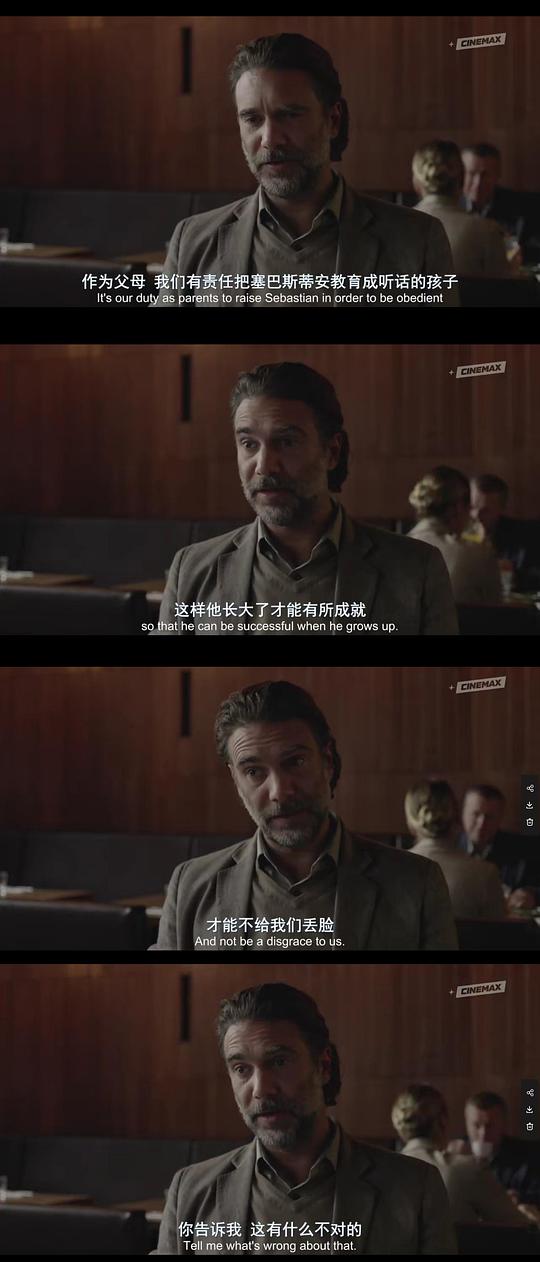 CINEMAX
作为父母 我们有责任把塞巴斯蒂安教育成听话的孩子
It's our duty as parents to raise Sebastian in order to be obedient
CINEMAX
这样他长大了才能有所成就
so that he can be successful when he grows up.
CINEMAX
才能不给我们丢脸
And not be a disgrace to us.
CINEMAX
你告诉我 这有什么不对的
Tell me what's wrong about that.